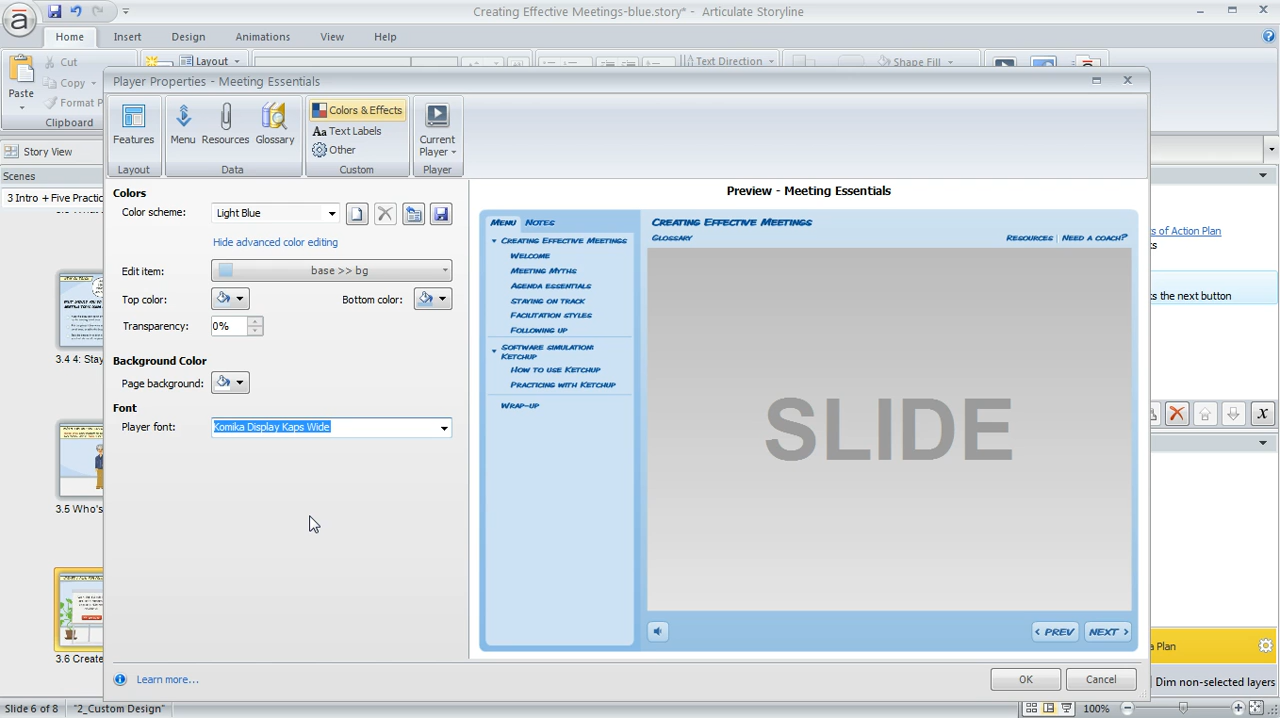 Creating Effective Meetings-blue.story* - Articulate Storyline
Home Insert Design Animations View Help
Cut
Copy
Format P
Paste
Clipboard
Layout
Text Direction
Shape Fill
Player Properties - Meeting Essentials
Features
Layout
Menu Resources Glossary
Data
Colors & Effects
Aa Text Labels
Other
Custom
Current Player
Player
Story View
Scenes
3 Intro + Five Practic
3.4 4: Stay
3.5 Who's
3.6 Create
Colors
Color scheme: Light Blue
Hide advanced color editing
Edit item: base >> bg
Top color: Bottom color:
Transparency: 0%
Background Color
Page background:
Font
Player font: Komika Display Kaps Wide
Preview - Meeting Essentials
Menu Notes
Creating Effective Meetings
Welcome
Meeting Myths
Agenda essentials
Staying on track
Facilitation styles
Following up
Software simulation: Ketchup
How to use Ketchup
Practicing with Ketchup
Wrap-up
Creating Effective Meetings
Glossary
Resources Need a coach?
SLIDE
< PREV NEXT >
s of Action Plan
ts
ks the next button
x
a Plan
Dim non-selected layers
Learn more...
OK Cancel
Slide 6 of 8 "2_Custom Design" 100%